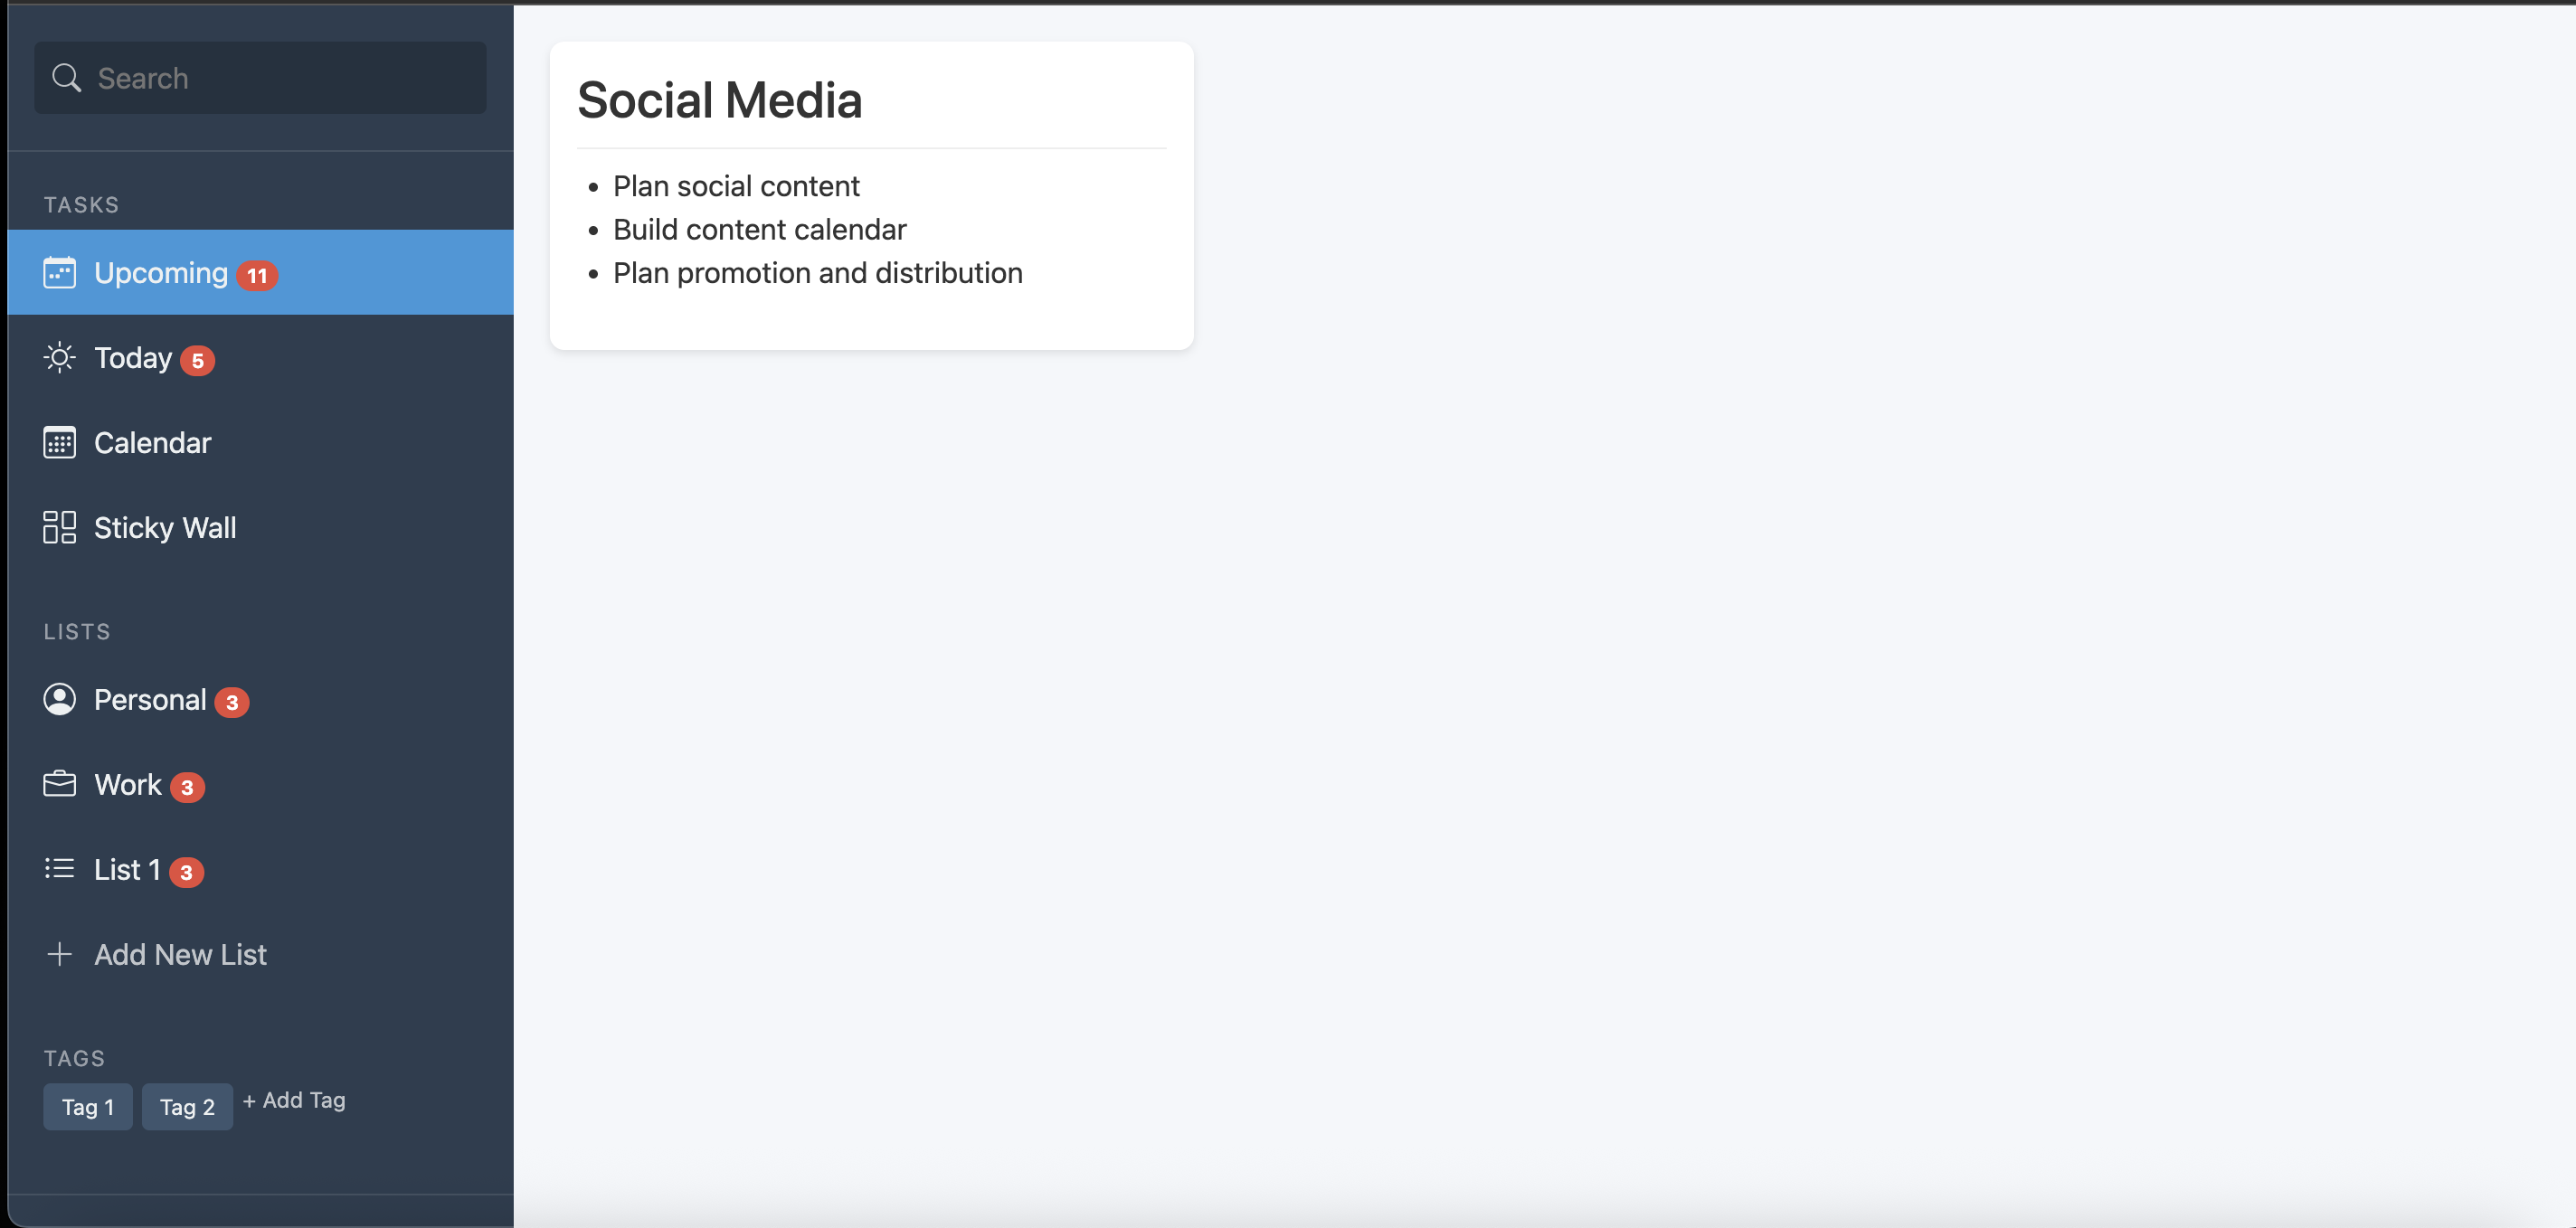 Search
TASKS
Upcoming 11
Today 5
Calendar
Sticky Wall
LISTS
Personal 3
Work 3
List 1 3
Add New List
TAGS
Tag 1 Tag 2 + Add Tag
Social Media
• Plan social content
• Build content calendar
• Plan promotion and distribution